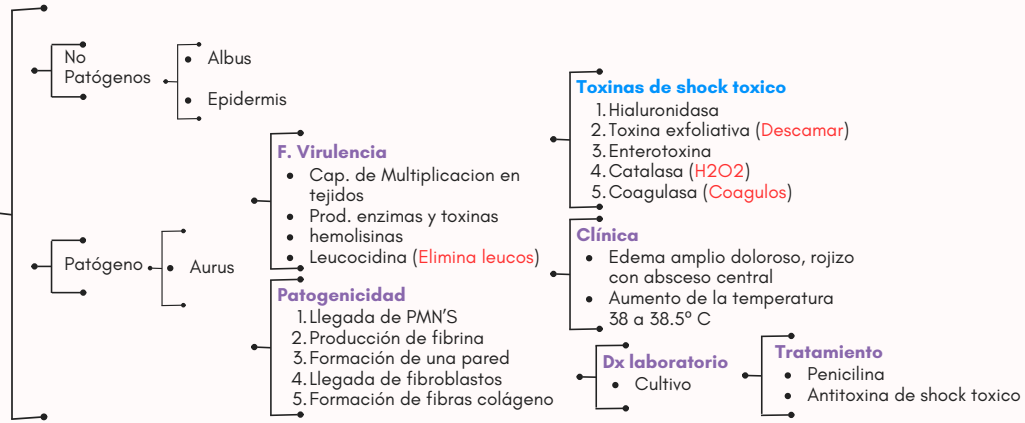 No
Patógenos
Albus
Epidermis
Patógeno
Aurus
F. Virulencia
Cap. de Multiplicacion en
tejidos
Prod. enzimas y toxinas
hemolisinas
Leucocidina (Elimina leucos)
Patogenicidad
1. Llegada de PMN'S
2. Producción de fibrina
3. Formación de una pared
4. Llegada de fibroblastos
5. Formación de fibras colágeno
Toxinas de shock toxico
1. Hialuronidasa
2. Toxina exfoliativa (Descamar)
3. Enterotoxina
4. Catalasa (H2O2)
5. Coagulasa (Coagulos)
Clínica
Edema amplio doloroso, rojizo
con absceso central
Aumento de la temperatura
38 a 38.5° C
Dx laboratorio
Cultivo
Tratamiento
Penicilina
Antitoxina de shock toxico